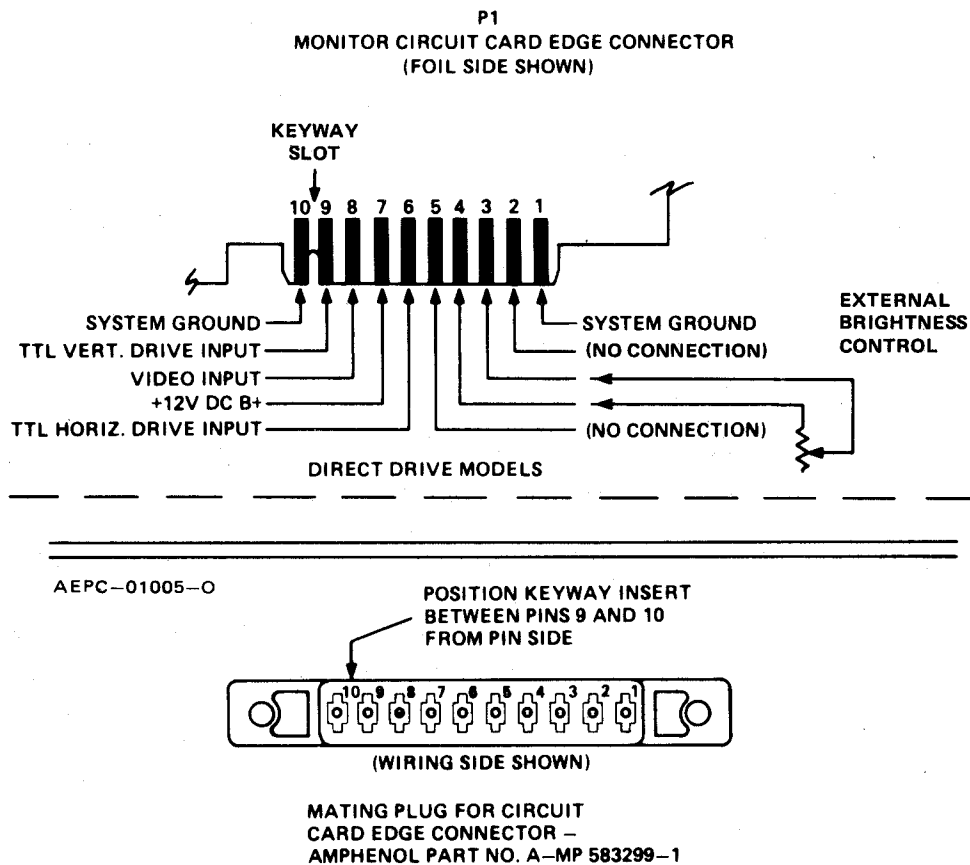 P1
MONITOR CIRCUIT CARD EDGE CONNECTOR
(FOIL SIDE SHOWN)
KEYWAY
SLOT
10 9 8 7 6 5 4 3 2 1
SYSTEM GROUND
TTL VERT. DRIVE INPUT
VIDEO INPUT
+12V DC B+
TTL HORIZ. DRIVE INPUT
SYSTEM GROUND
(NO CONNECTION)
(NO CONNECTION)
EXTERNAL
BRIGHTNESS
CONTROL
DIRECT DRIVE MODELS
AEPC-01005-O
POSITION KEYWAY INSERT
BETWEEN PINS 9 AND 10
FROM PIN SIDE
10 9 8 7 6 5 4 3 2 1
(WIRING SIDE SHOWN)
MATING PLUG FOR CIRCUIT
CARD EDGE CONNECTOR –
AMPHENOL PART NO. A-MP 583299-1